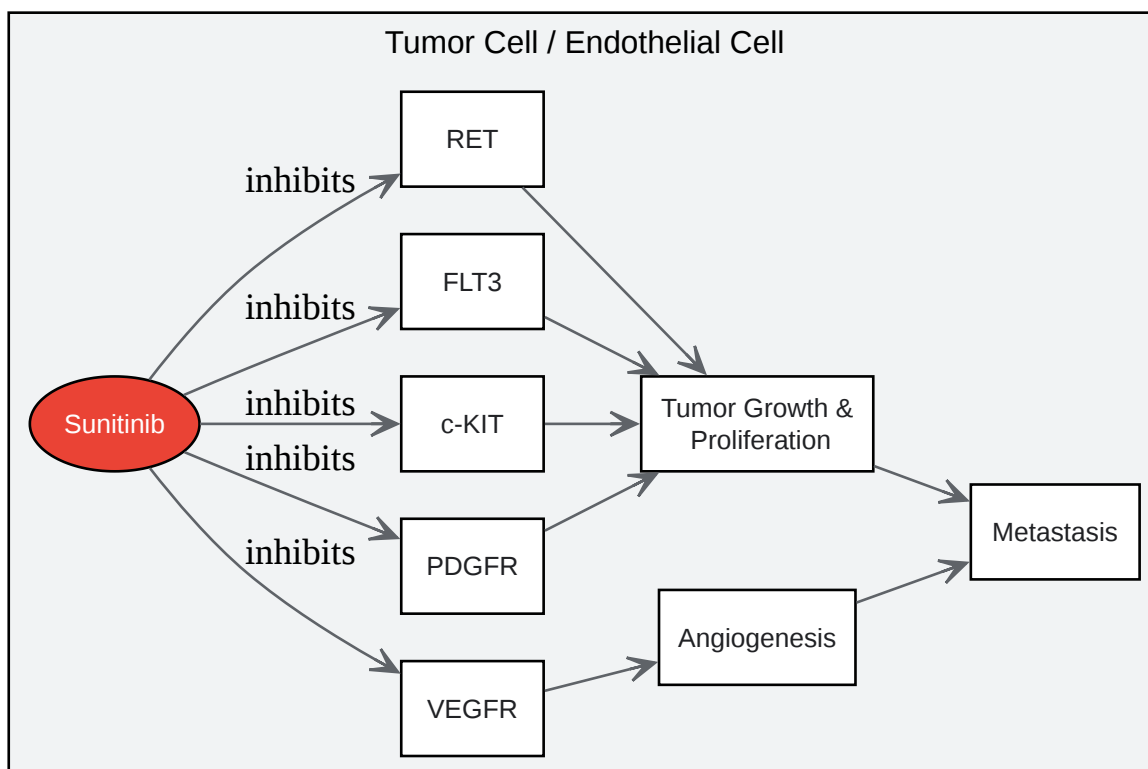 Tumor Cell / Endothelial Cell
RET
inhibits
FLT3
inhibits
Sunitinib
inhibits
c-KIT
Tumor Growth &
Proliferation
inhibits
PDGFR
Metastasis
inhibits
Angiogenesis
VEGFR